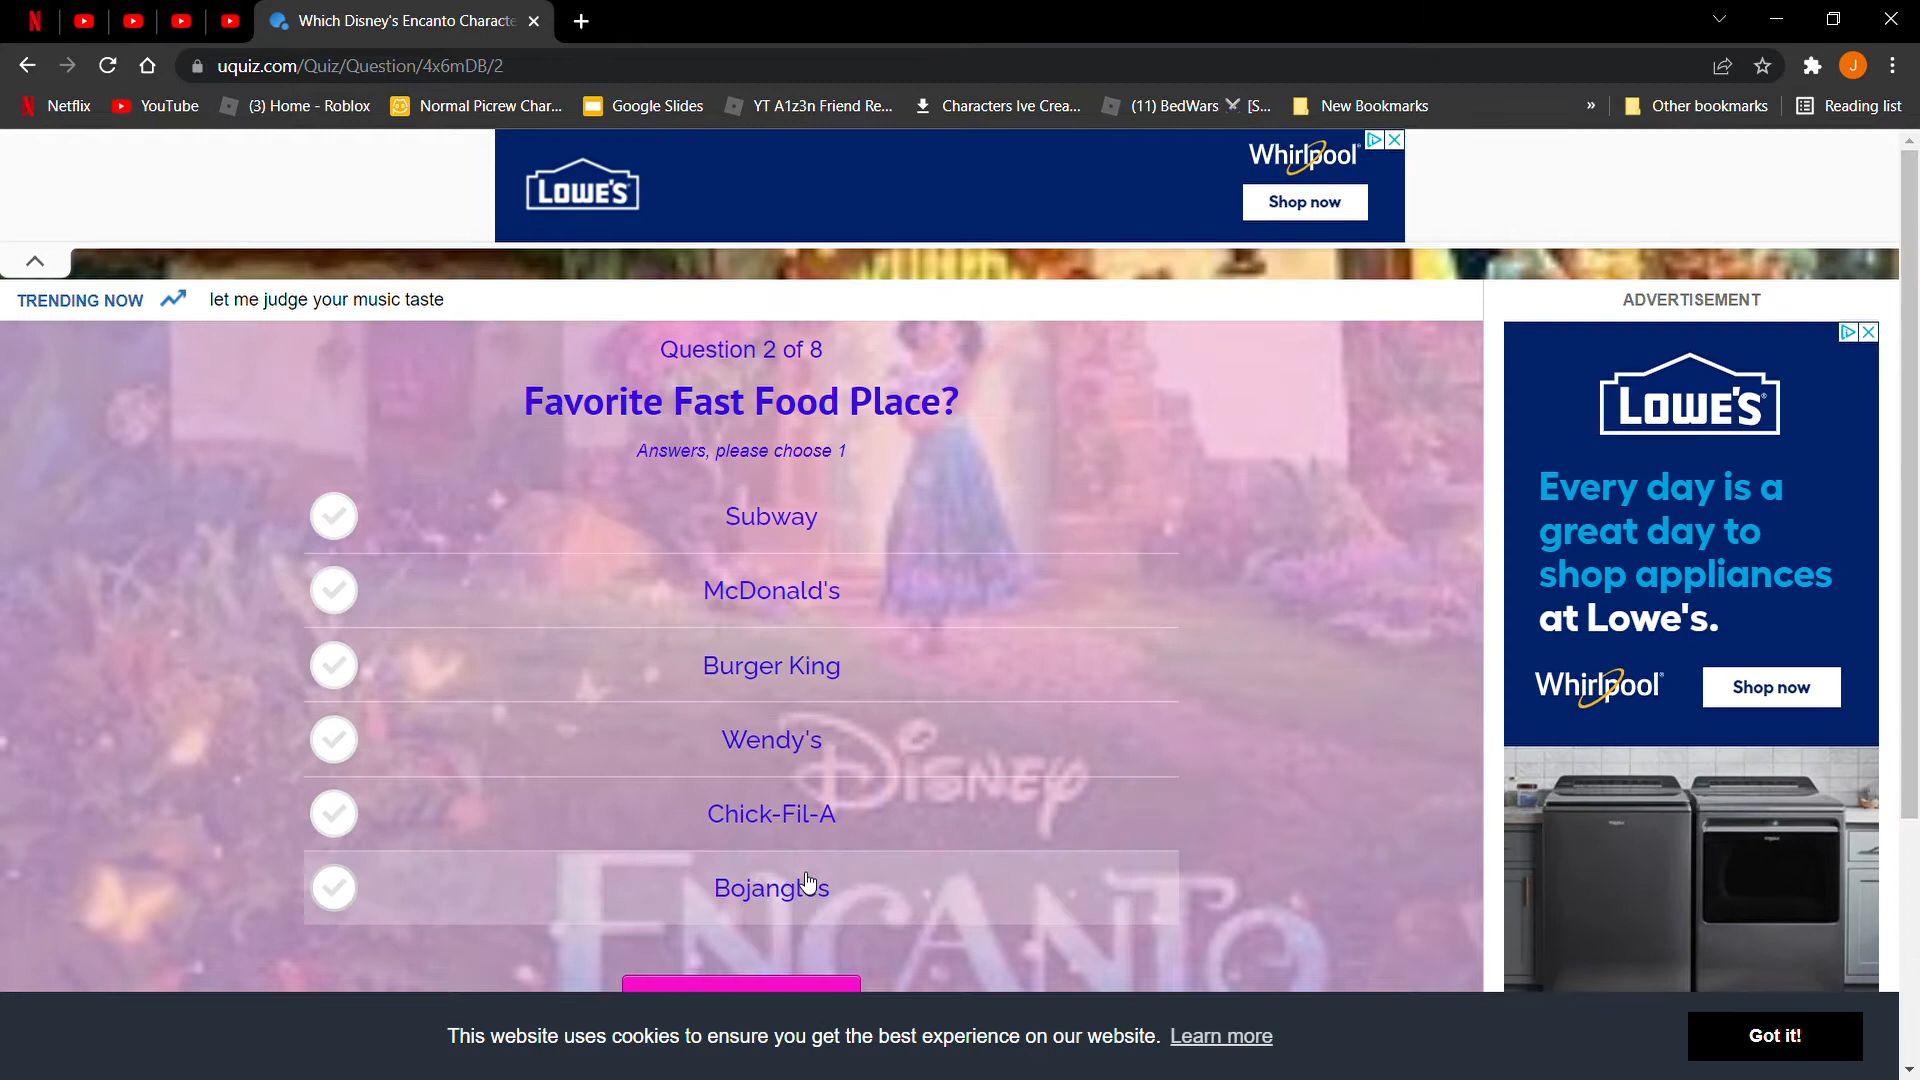 Which Disney's Encanto Characte
uquiz.com/Quiz/Question/4x6mDB/2
J
Netflix
YouTube
(3) Home - Roblox
Normal Picrew Char...
Google Slides
YT A1z3n Friend Re...
Characters Ive Crea...
(11) BedWars ⚔ [S...
New Bookmarks
»
Other bookmarks
Reading list
LOWE'S
Whirlpool
Shop now
TRENDING NOW
let me judge your music taste
ADVERTISEMENT
Question 2 of 8
Favorite Fast Food Place?
Answers, please choose 1
Subway
McDonald's
Burger King
Wendy's
Chick-Fil-A
Bojangles
DISNEY
ENCANTO
LOWE'S
Every day is a
great day to
shop appliances
at Lowe's.
Whirlpool
Shop now
This website uses cookies to ensure you get the best experience on our website. Learn more
Got it!